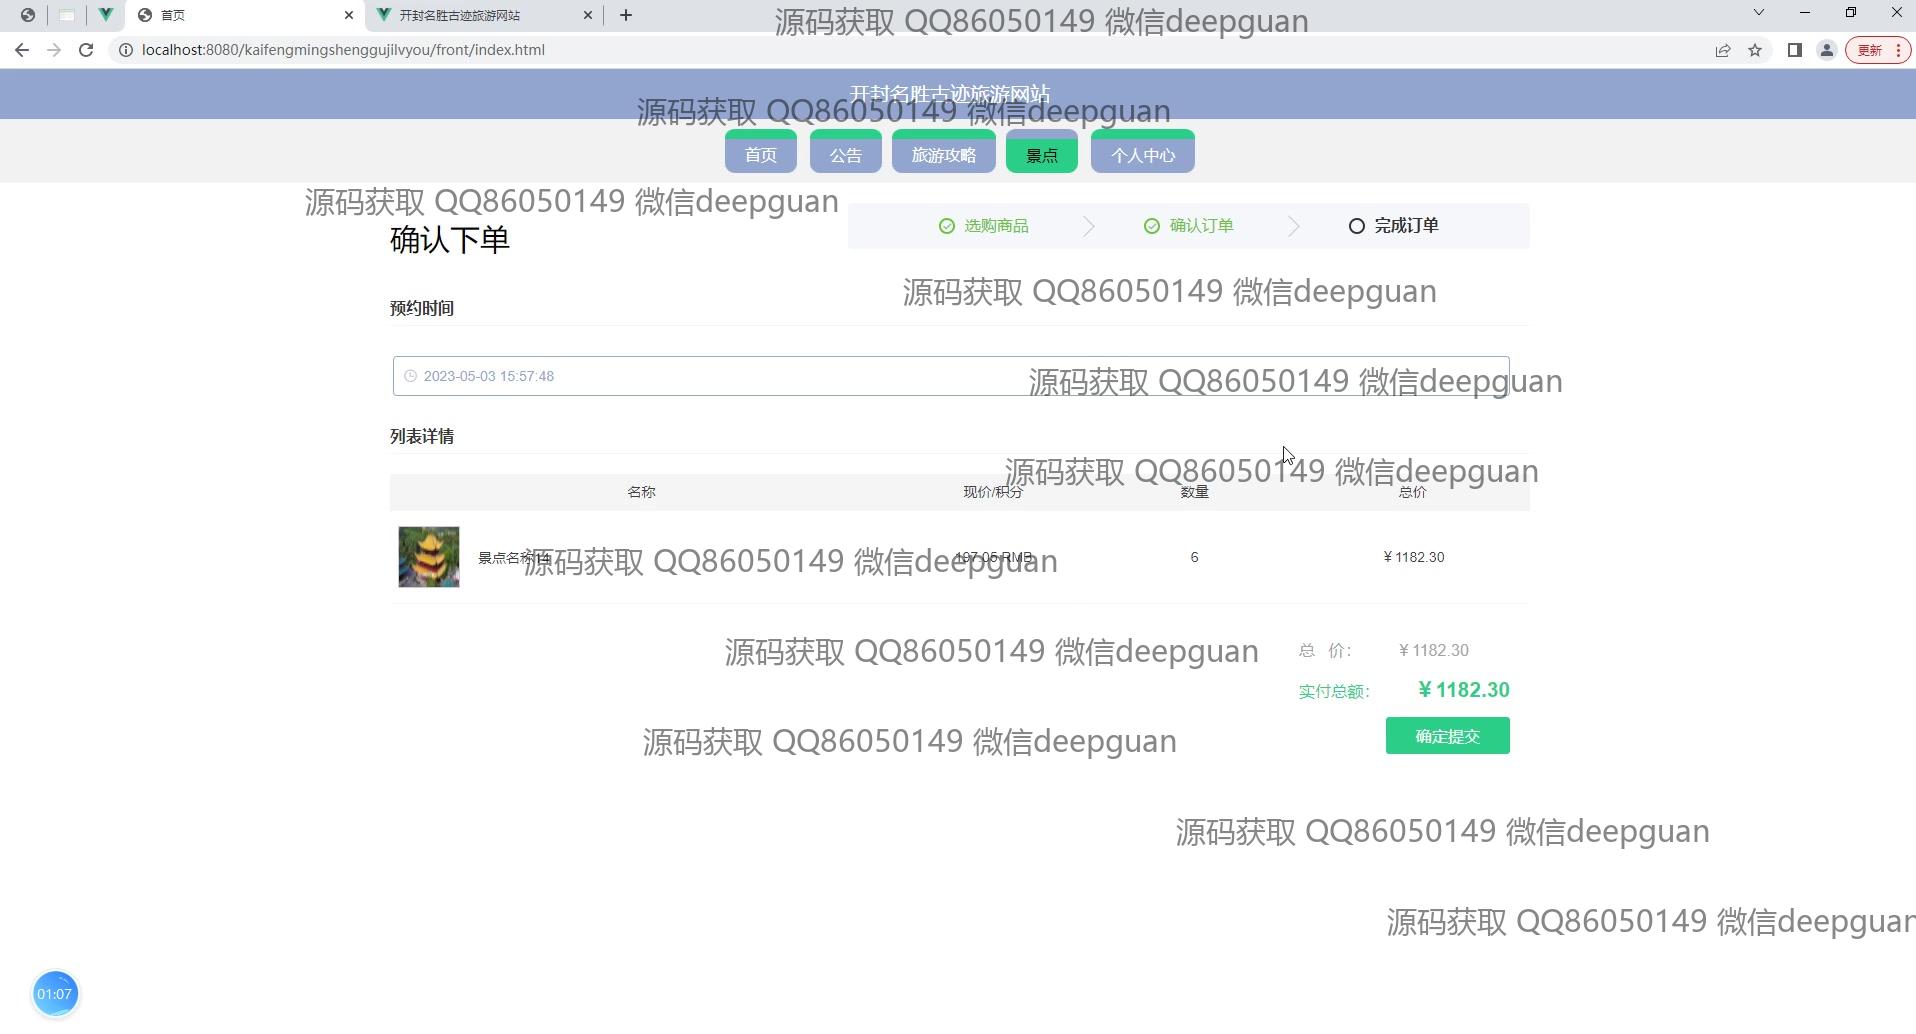 首页
开封名胜古迹旅游网站
源码获取 QQ86050149 微信deepguan
localhost:8080/kaifengmingshenggujilvyou/front/index.html
更新
开封名胜古迹旅游网站
源码获取 QQ86050149 微信deepguan
首页
公告
旅游攻略
景点
个人中心
源码获取 QQ86050149 微信deepguan
确认下单
选购商品
确认订单
完成订单
源码获取 QQ86050149 微信deepguan
预约时间
2023-05-03 15:57:48
源码获取 QQ86050149 微信deepguan
列表详情
源码获取 QQ86050149 微信deepguan
名称
现价/积分
数量
总价
景点名称14
197.05 RMB
6
¥ 1182.30
源码获取 QQ86050149 微信deepguan
总 价：
¥ 1182.30
源码获取 QQ86050149 微信deepguan
实付总额：
¥ 1182.30
确定提交
源码获取 QQ86050149 微信deepguan
源码获取 QQ86050149 微信deepguan
源码获取 QQ86050149 微信deepguan
01:07